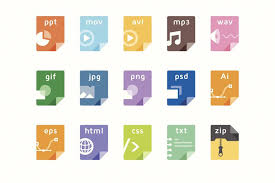 ppt mov avi mp3 wav
gif jpg png psd Ai
eps html css txt zip